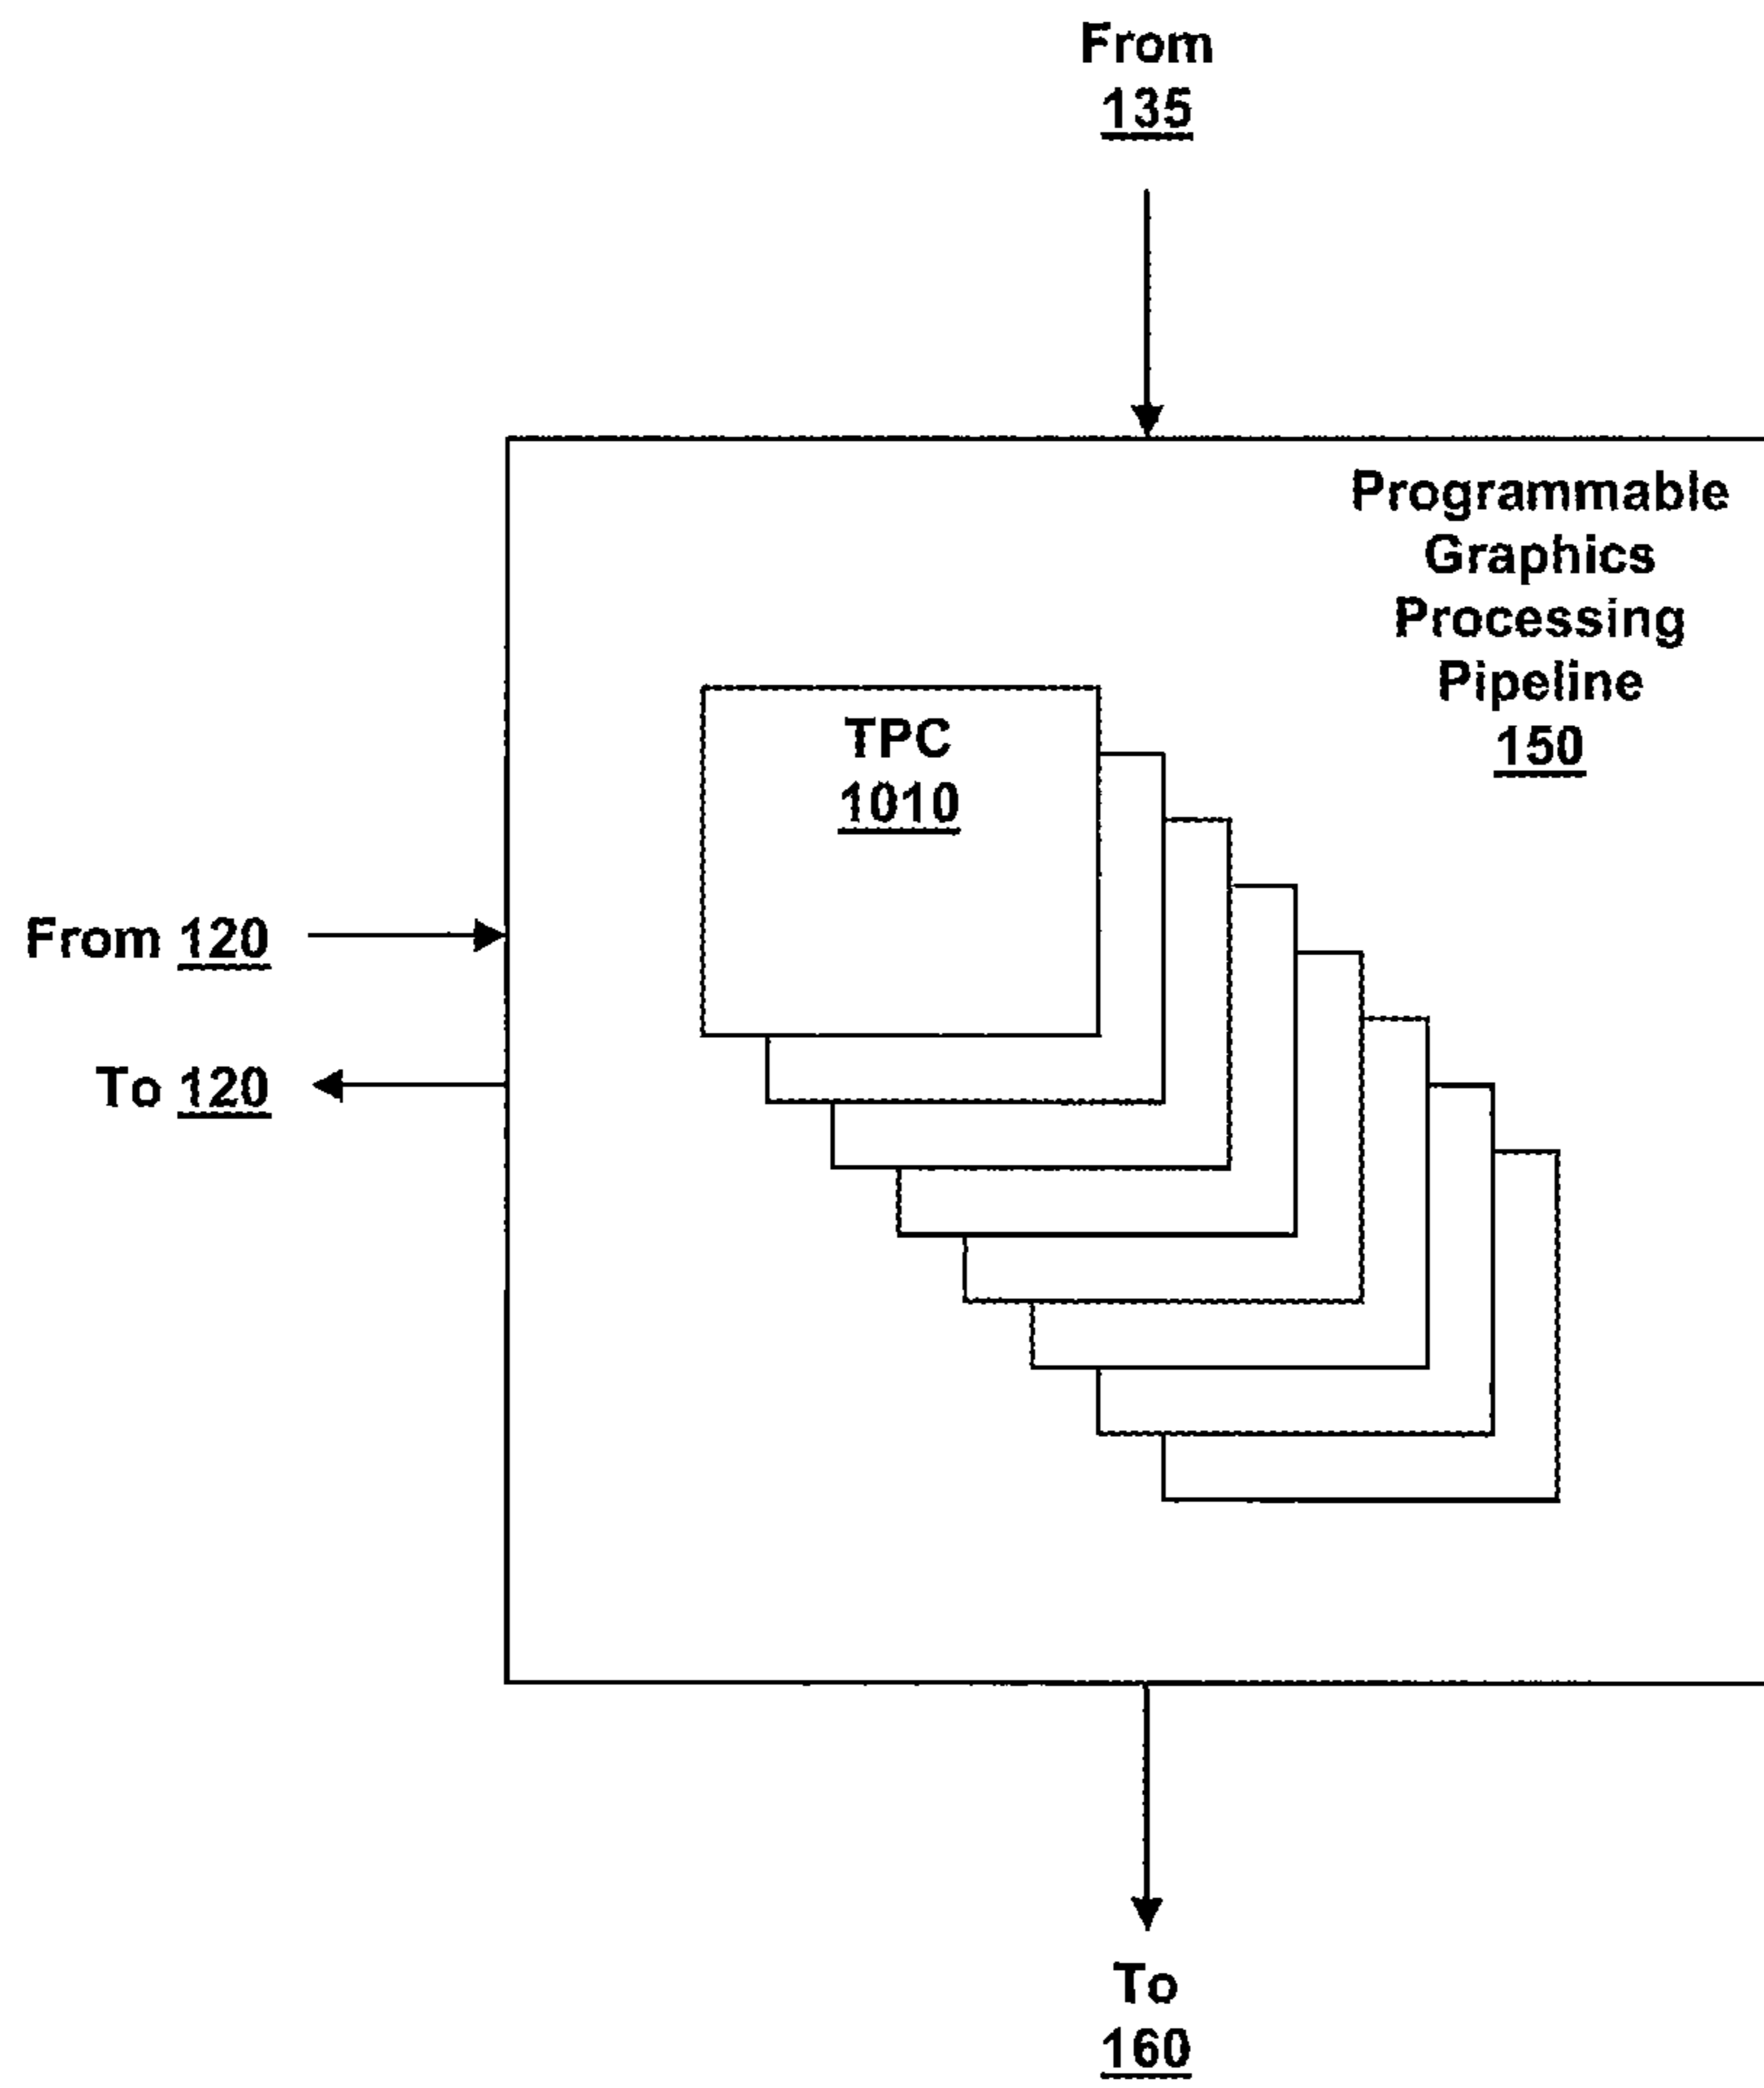 From
135
Programmable
Graphics
Processing
Pipeline
150
TPC
1010
From 120
To 120
To
160